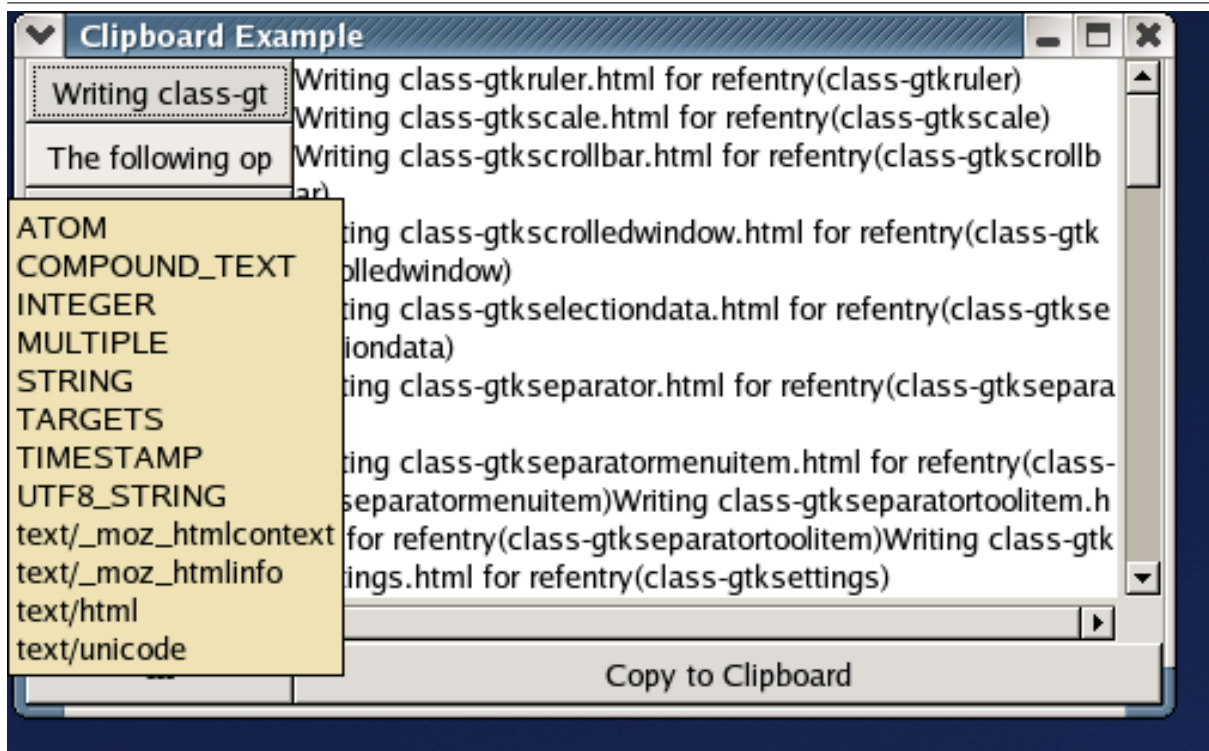 Clipboard Example
Writing class-gt
The following op
Writing class-gtkruler.html for refentry(class-gtkruler)
Writing class-gtkscale.html for refentry(class-gtkscale)
Writing class-gtkscrollbar.html for refentry(class-gtkscrollb
ar)
ting class-gtkscrolledwindow.html for refentry(class-gtk
olledwindow)
ting class-gtkselectiondata.html for refentry(class-gtkse
iondata)
ting class-gtkseparator.html for refentry(class-gtksepara
ting class-gtkseparatormenuitem.html for refentry(class-
separatormenuitem)Writing class-gtkseparatortoolitem.h
for refentry(class-gtkseparatortoolitem)Writing class-gtk
ings.html for refentry(class-gtksettings)
ATOM
COMPOUND_TEXT
INTEGER
MULTIPLE
STRING
TARGETS
TIMESTAMP
UTF8_STRING
text/_moz_htmlcontext
text/_moz_htmlinfo
text/html
text/unicode
Copy to Clipboard